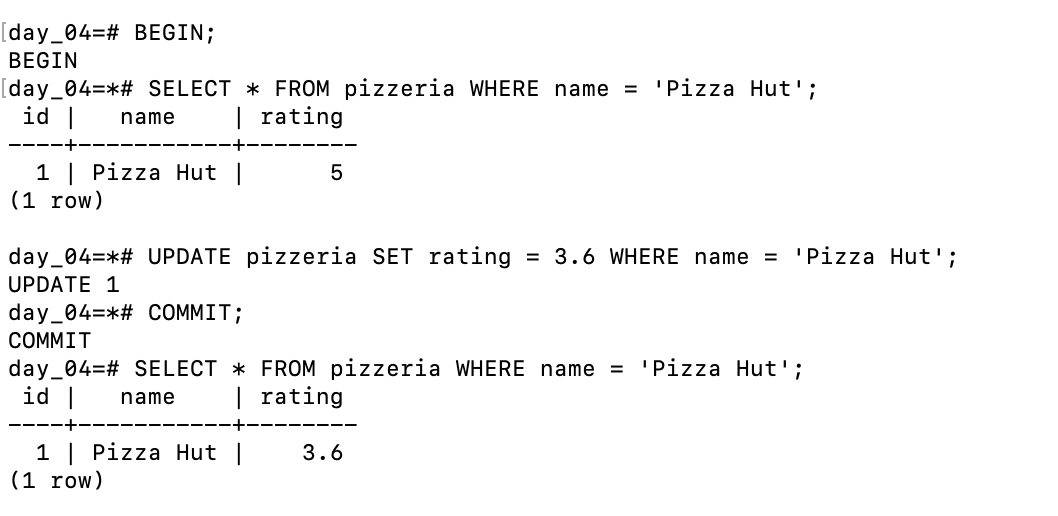 [day_04=# BEGIN;
BEGIN
[day_04=*# SELECT * FROM pizzeria WHERE name = 'Pizza Hut';
 id |   name    | rating
----+-----------+--------
  1 | Pizza Hut |      5
(1 row)

day_04=*# UPDATE pizzeria SET rating = 3.6 WHERE name = 'Pizza Hut';
UPDATE 1
day_04=*# COMMIT;
COMMIT
day_04=# SELECT * FROM pizzeria WHERE name = 'Pizza Hut';
 id |   name    | rating
----+-----------+--------
  1 | Pizza Hut |    3.6
(1 row)